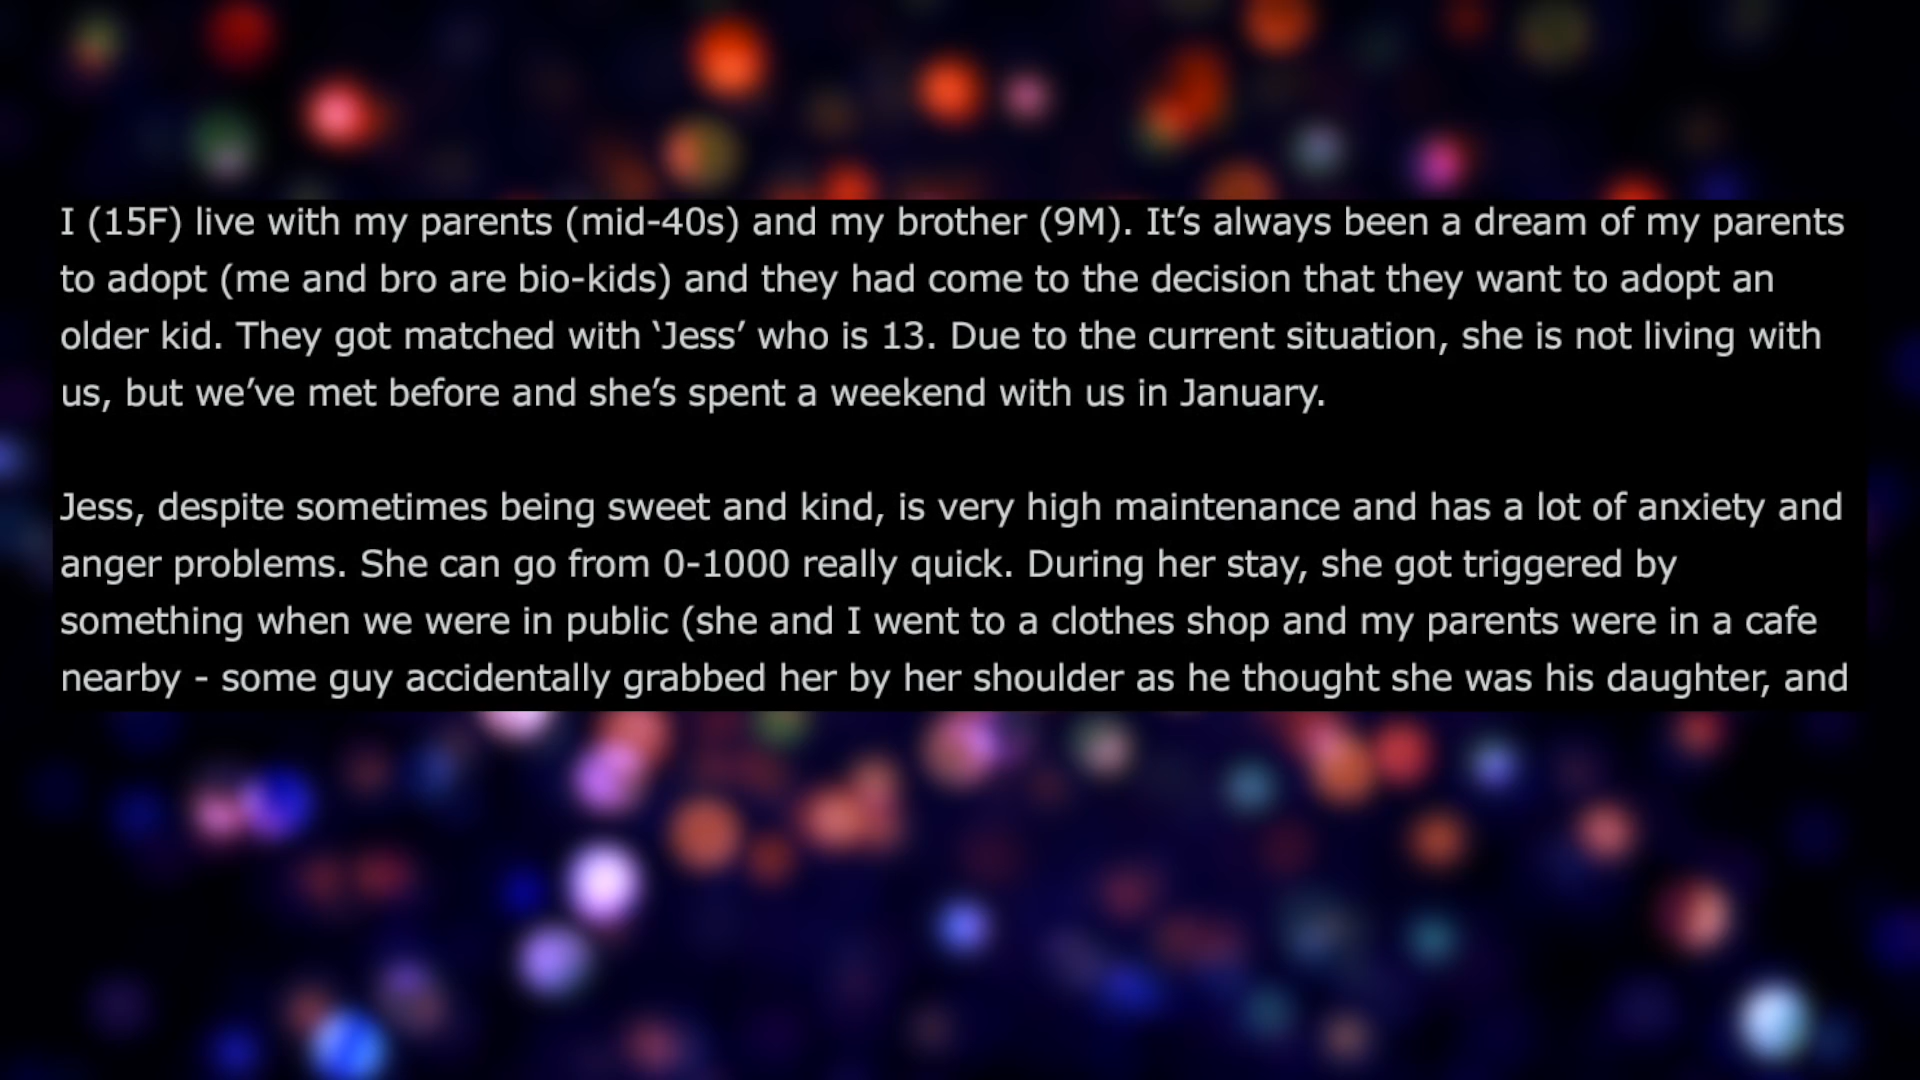 I (15F) live with my parents (mid-40s) and my brother (9M). It’s always been a dream of my parents
to adopt (me and bro are bio-kids) and they had come to the decision that they want to adopt an
older kid. They got matched with ‘Jess’ who is 13. Due to the current situation, she is not living with
us, but we’ve met before and she’s spent a weekend with us in January.
Jess, despite sometimes being sweet and kind, is very high maintenance and has a lot of anxiety and
anger problems. She can go from 0-1000 really quick. During her stay, she got triggered by
something when we were in public (she and I went to a clothes shop and my parents were in a cafe
nearby - some guy accidentally grabbed her by her shoulder as he thought she was his daughter, and